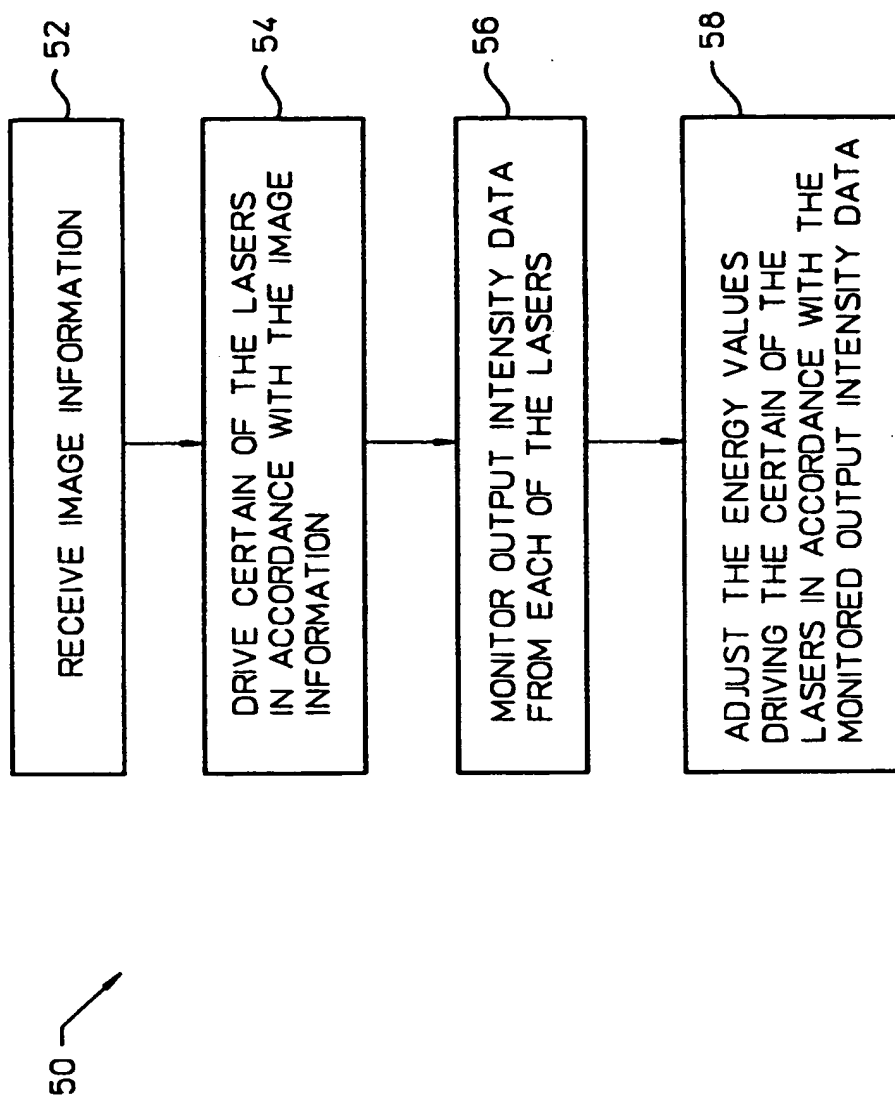 50
52
RECEIVE IMAGE INFORMATION
54
DRIVE CERTAIN OF THE LASERS
IN ACCORDANCE WITH THE IMAGE
INFORMATION
56
MONITOR OUTPUT INTENSITY DATA
FROM EACH OF THE LASERS
58
ADJUST THE ENERGY VALUES
DRIVING THE CERTAIN OF THE
LASERS IN ACCORDANCE WITH THE
MONITORED OUTPUT INTENSITY DATA